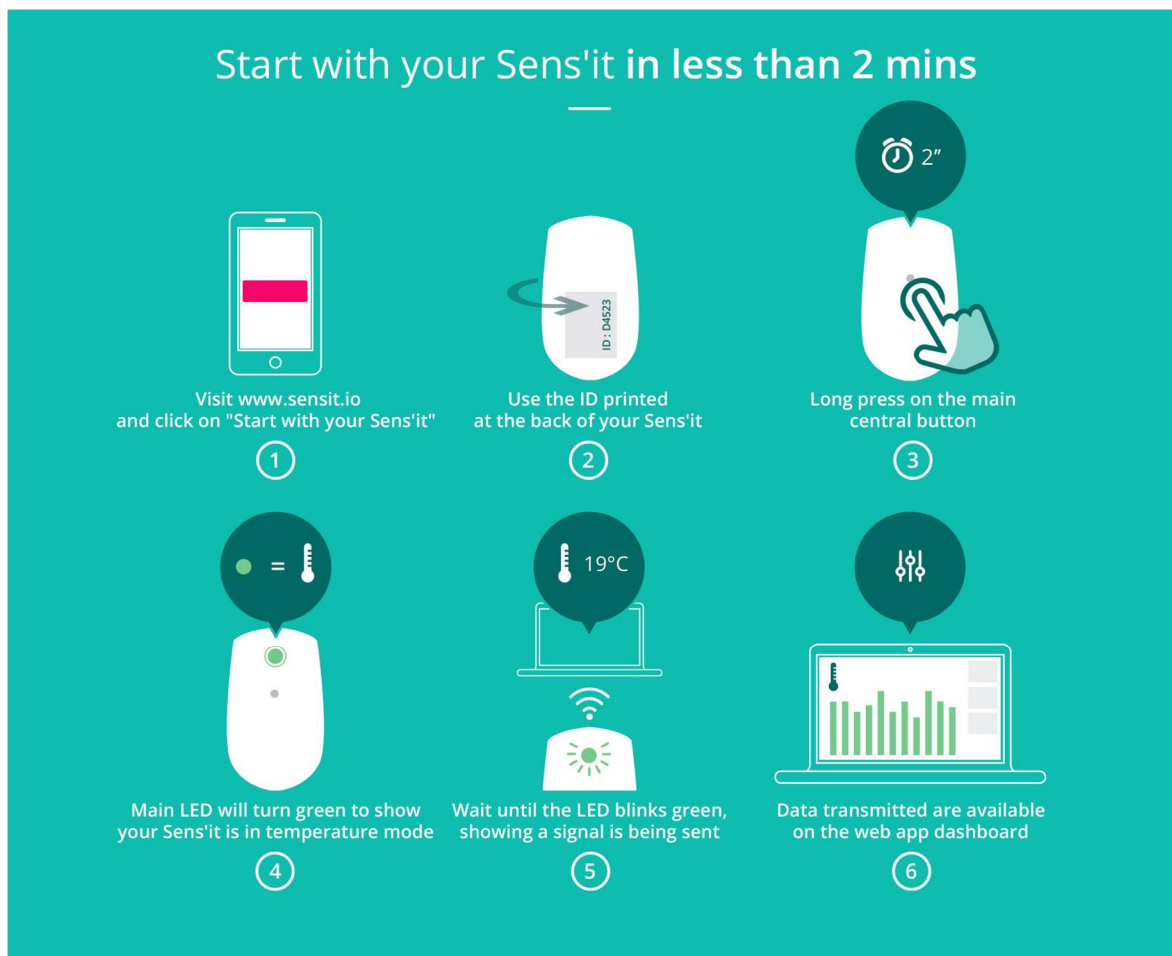 Start with your Sens'it in less than 2 mins
2"
ID : D4523
Visit www.sensit.io
and click on "Start with your Sens'it"
1
Use the ID printed
at the back of your Sens'it
2
Long press on the main
central button
3
=
19°C
Main LED will turn green to show
your Sens'it is in temperature mode
4
Wait until the LED blinks green,
showing a signal is being sent
5
Data transmitted are available
on the web app dashboard
6